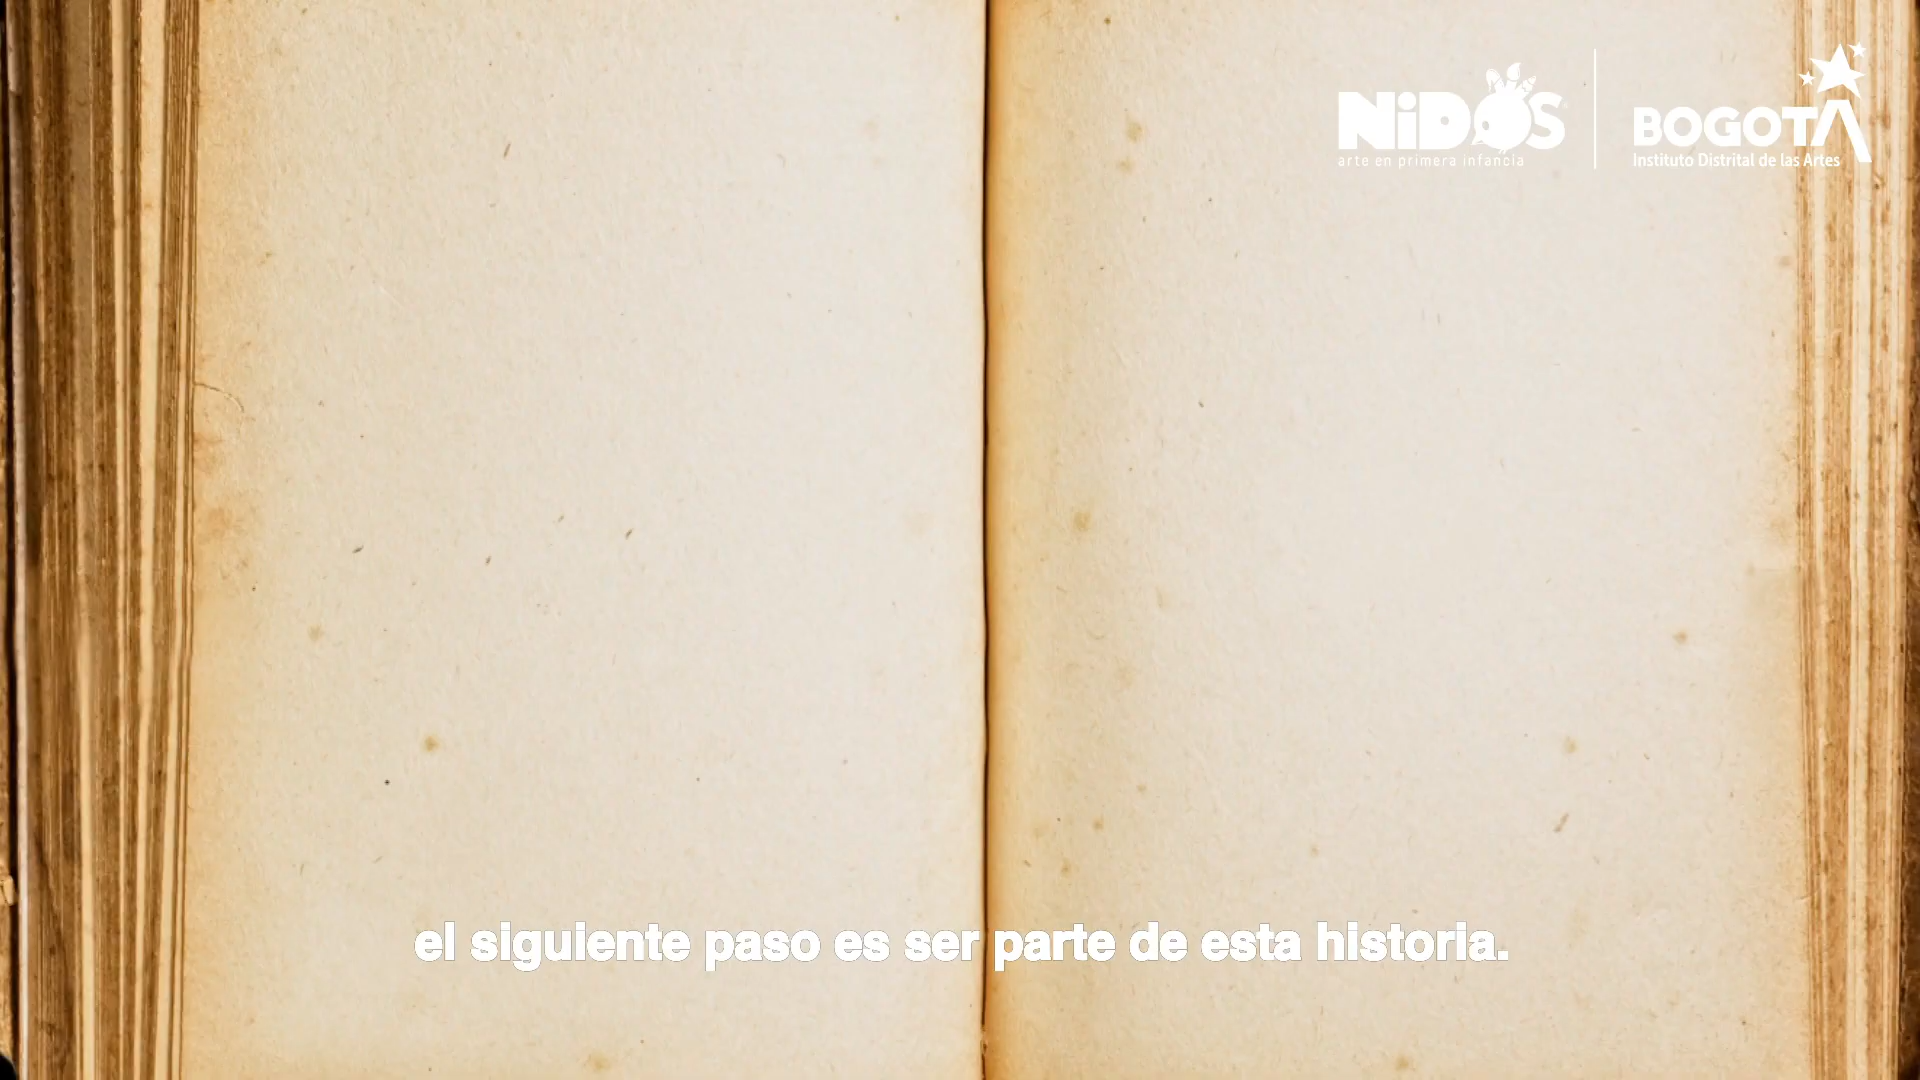 NiDOS
arte en primera infancia
BOGOTA
Instituto Distrital de las Artes
el siguiente paso es ser parte de esta historia.